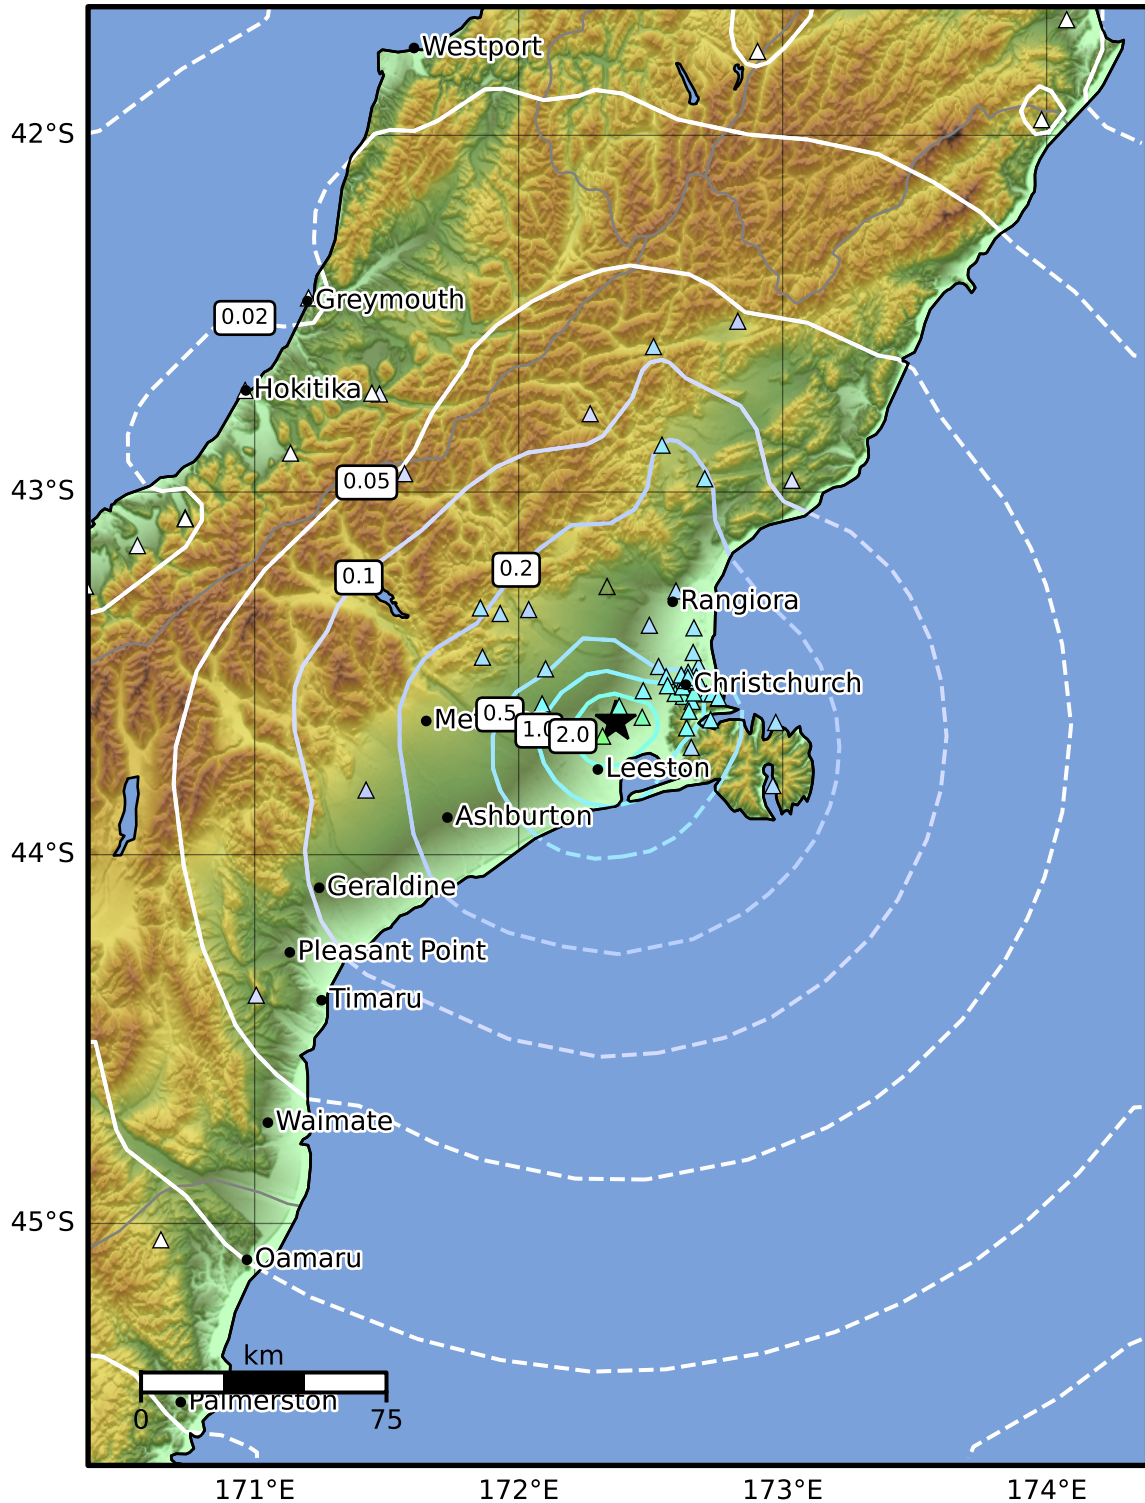 Westport
42°S
Greymouth
0.02
Hokitika
0.05
43°S
0.1
0.2
Rangiora
Christchurch
0.5
2.0
Leeston
Ashburton
44°S
Geraldine
Pleasant Point
Timaru
Waimate
45°S
Oamaru
km
Palmerston
0
75
171°E
172°E
173°E
174°E